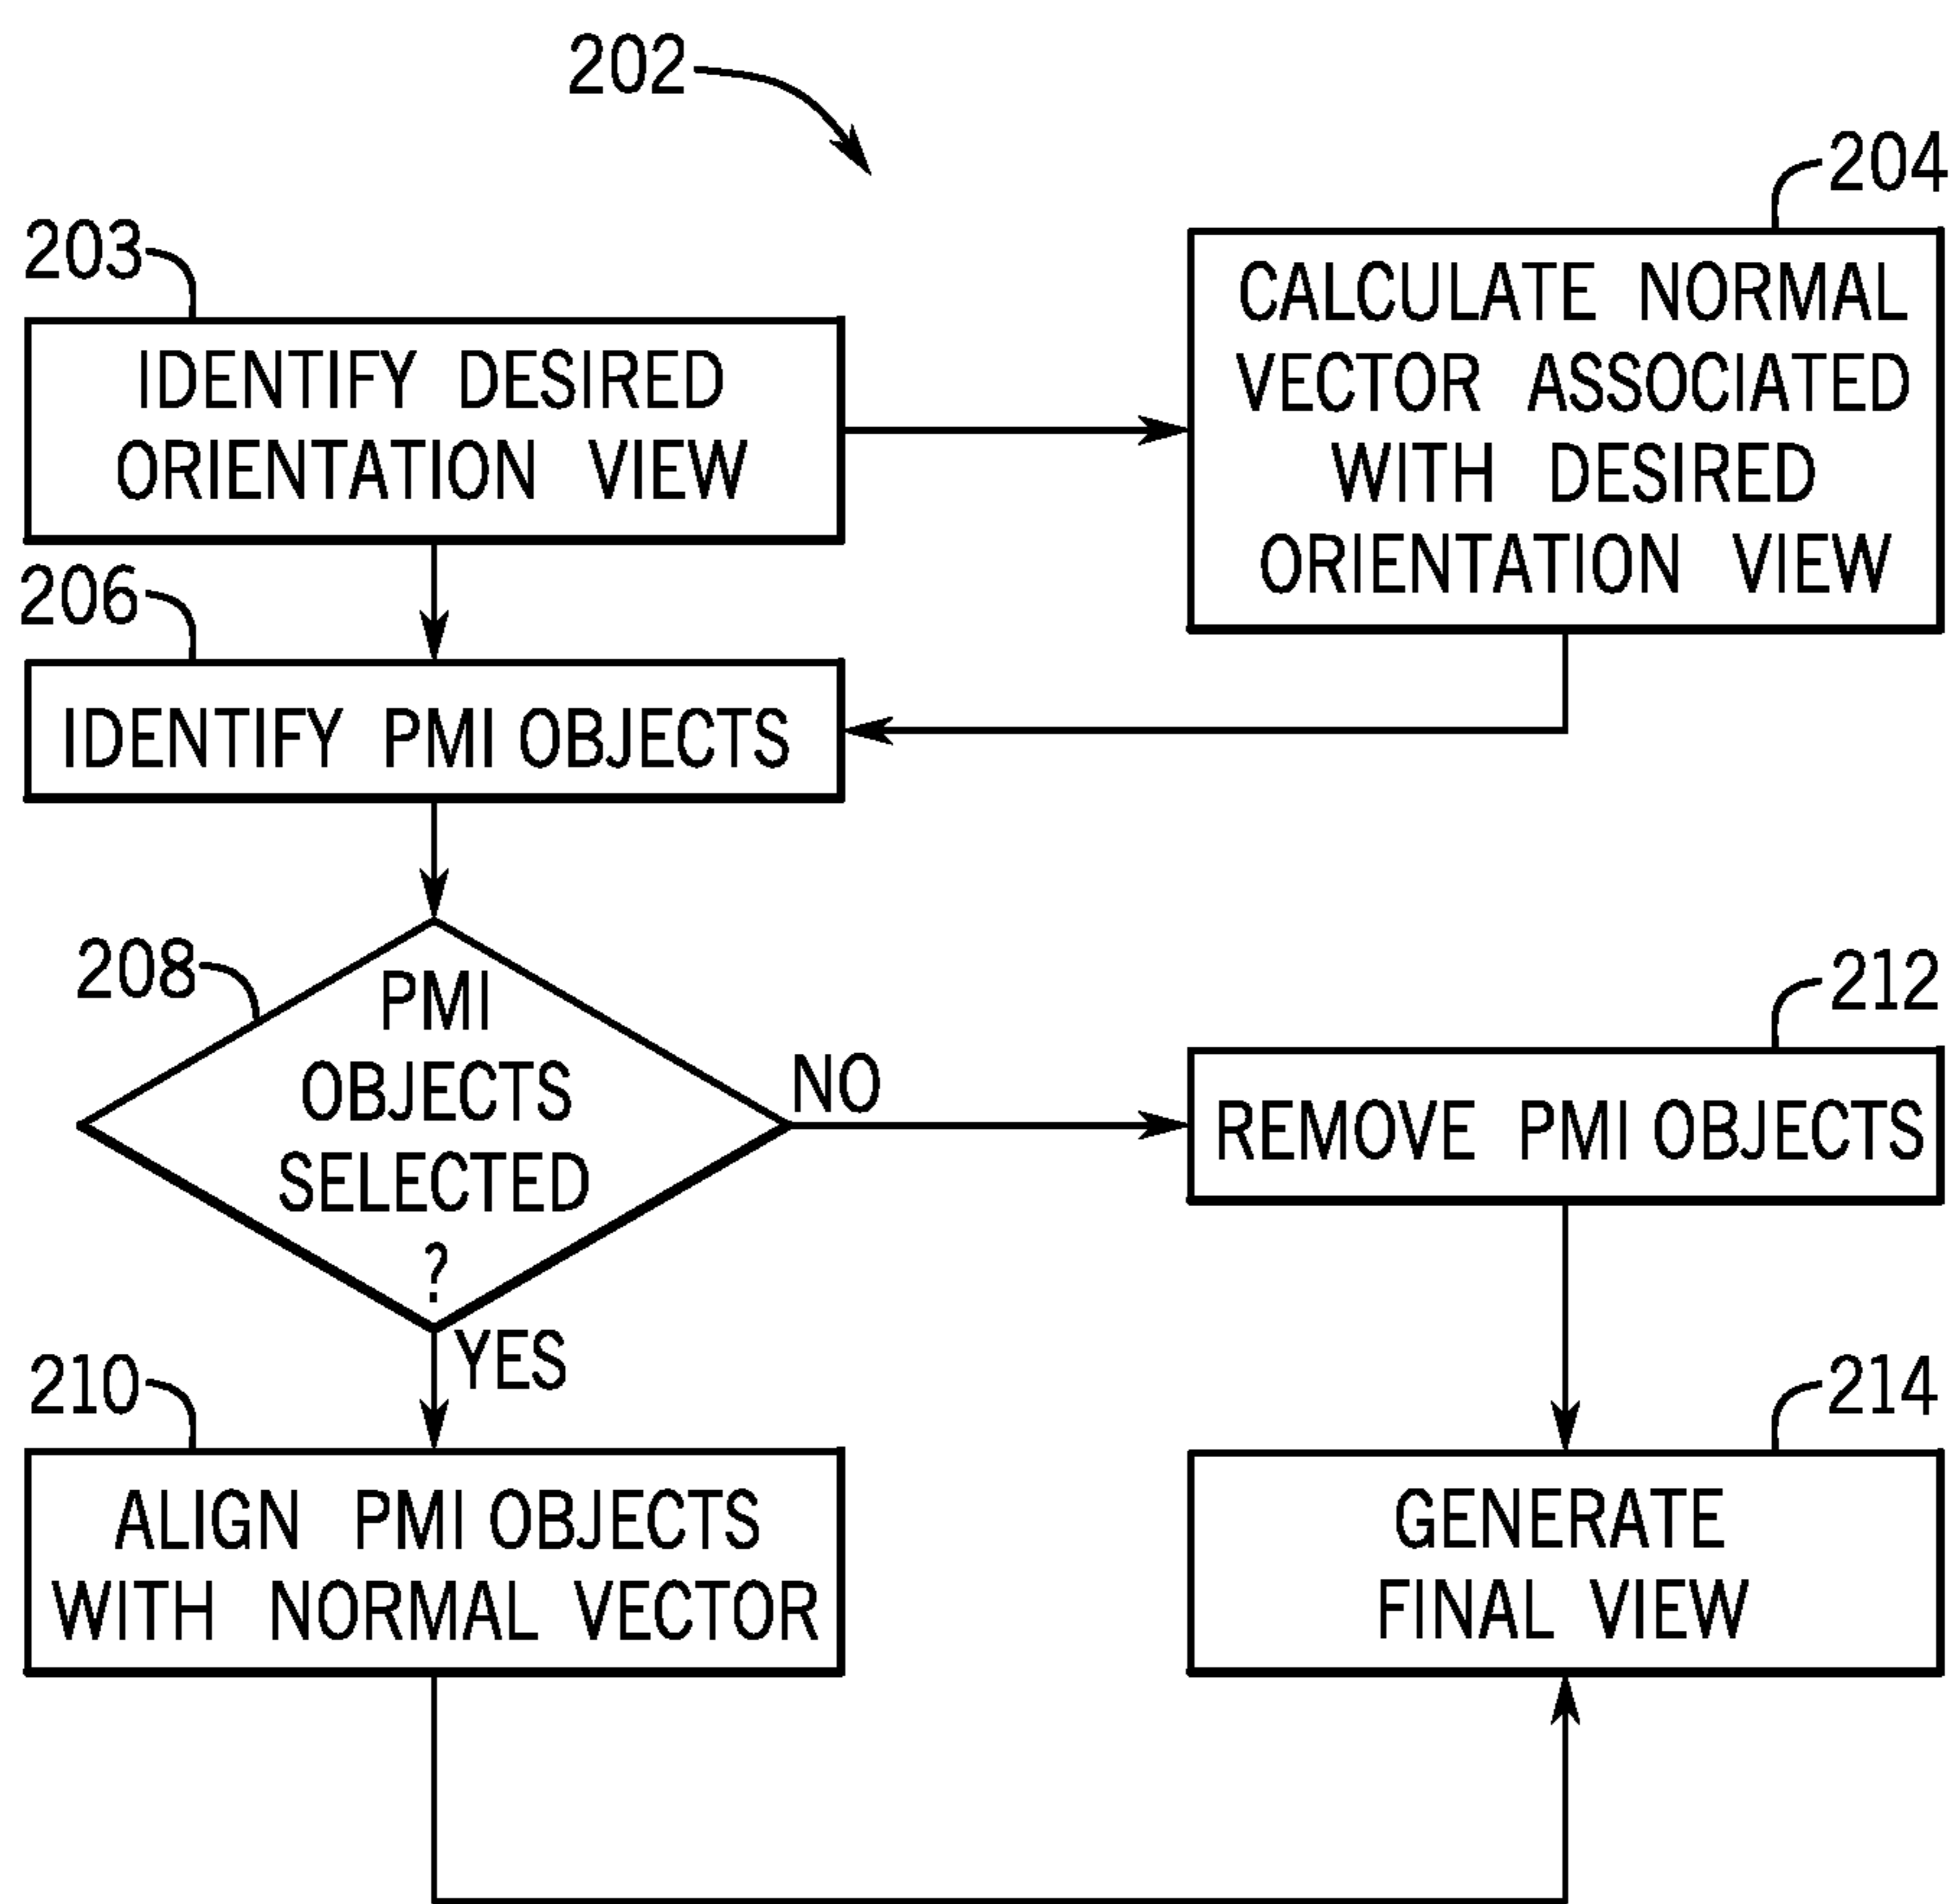 202
203
IDENTIFY DESIRED
ORIENTATION VIEW
204
CALCULATE NORMAL
VECTOR ASSOCIATED
WITH DESIRED
ORIENTATION VIEW
206
IDENTIFY PMI OBJECTS
208
PMI
OBJECTS
SELECTED
?
NO
YES
212
REMOVE PMI OBJECTS
210
ALIGN PMI OBJECTS
WITH NORMAL VECTOR
214
GENERATE
FINAL VIEW